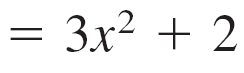 = 3x² + 2